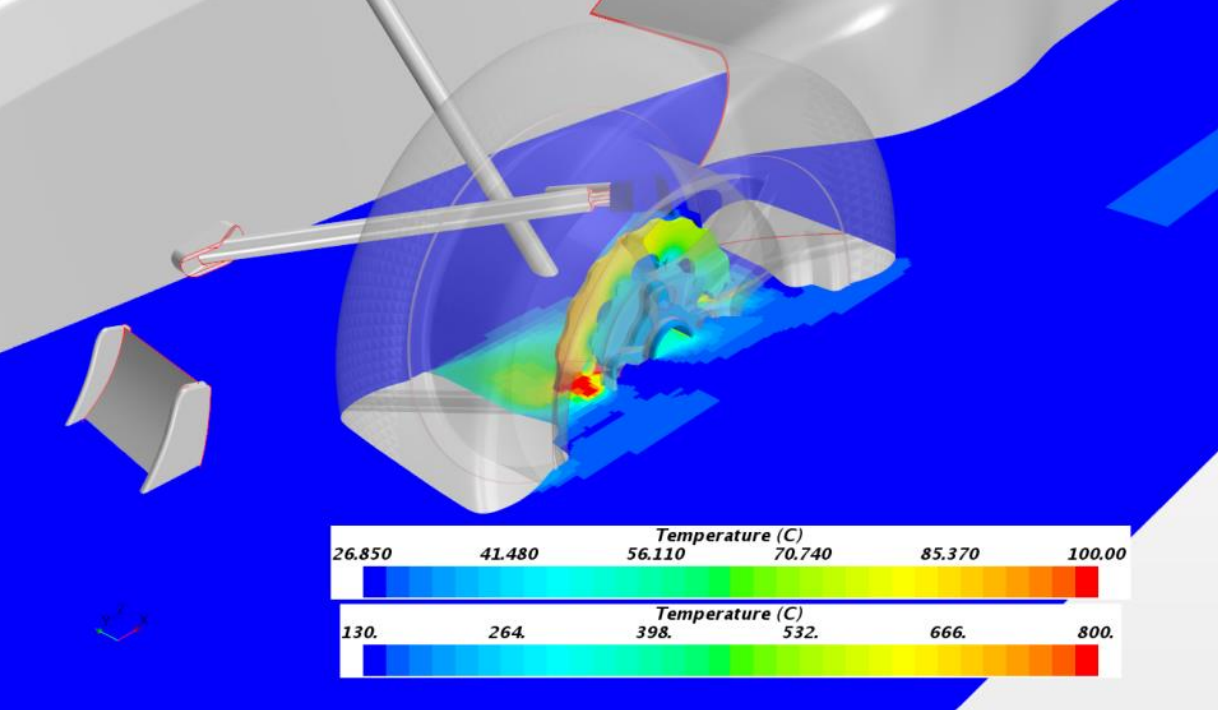 Temperature (C)
26.850 41.480 56.110 70.740 85.370 100.00
Temperature (C)
130. 264. 398. 532. 666. 800.